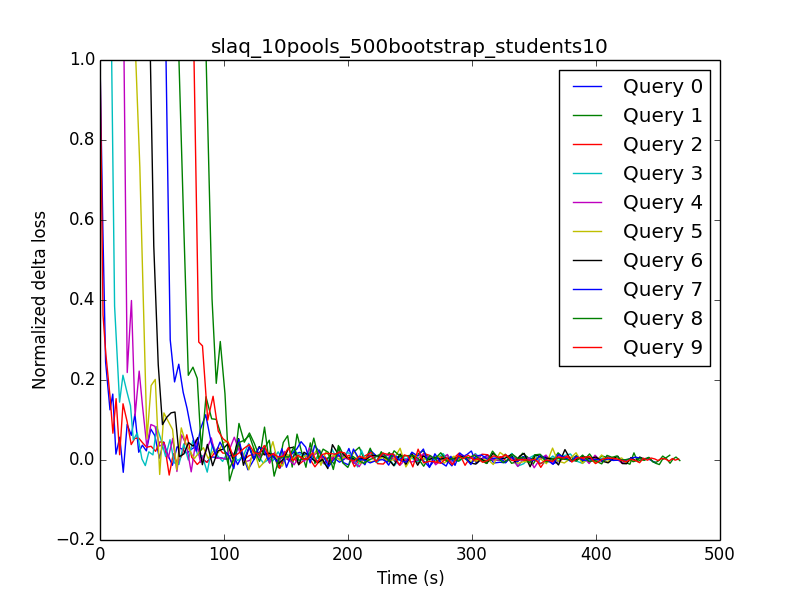 slaq_10pools_500bootstrap_students10
1.0
0.8
0.6
0.4
0.2
0.0
−0.2
Normalized delta loss
Query 0
Query 1
Query 2
Query 3
Query 4
Query 5
Query 6
Query 7
Query 8
Query 9
0 100 200 300 400 500
Time (s)